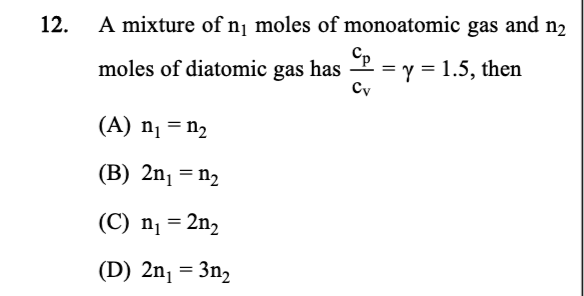 12. A mixture of n₁ moles of monoatomic gas and n₂
moles of diatomic gas has cₚ/cᵥ = γ = 1.5, then
(A) n₁ = n₂
(B) 2n₁ = n₂
(C) n₁ = 2n₂
(D) 2n₁ = 3n₂